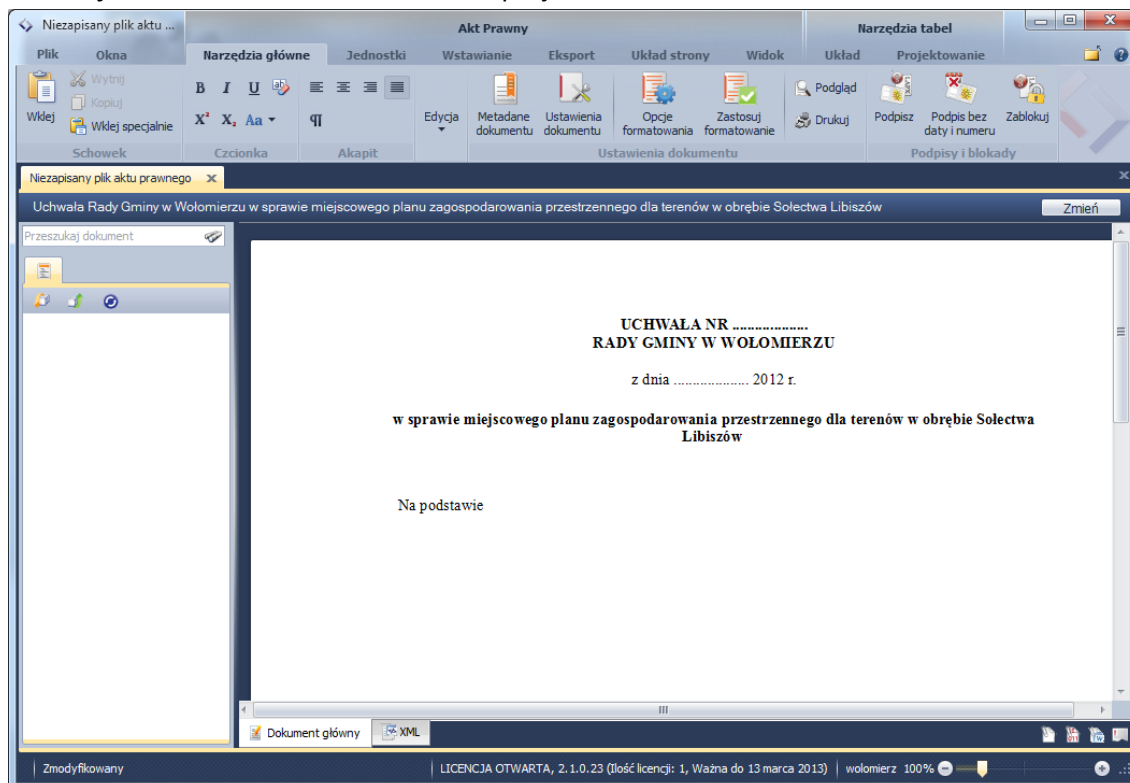 Niezapisany plik aktu ...
Akt Prawny
Narzędzia tabel
Plik
Okna
Narzędzia główne
Jednostki
Wstawianie
Eksport
Układ strony
Widok
Układ
Projektowanie
Wklej
Wytnij
Kopiuj
Wklej specjalnie
B I U ab
X² X₂ Aa
¶
Edycja
Metadane
dokumentu
Ustawienia
dokumentu
Opcje
formatowania
Zastosuj
formatowanie
Podgląd
Drukuj
Podpisz
Podpis bez
daty i numeru
Zablokuj
Schowek
Czcionka
Akapit
Ustawienia dokumentu
Podpisy i blokady
Niezapisany plik aktu prawnego x
Uchwała Rady Gminy w Wołomierzu w sprawie miejscowego planu zagospodarowania przestrzennego dla terenów w obrębie Sołectwa Libiszów
Zmień
Przeszukaj dokument
UCHWAŁA NR ....................
RADY GMINY W WOŁOMIERZU
z dnia .................... 2012 r.
w sprawie miejscowego planu zagospodarowania przestrzennego dla terenów w obrębie Sołectwa
Libiszów
Na podstawie
Dokument główny
XML
Zmodyfikowany
LICENCJA OTWARTA, 2.1.0.23 (Ilość licencji: 1, Ważna do 13 marca 2013)
wolomierz 100%